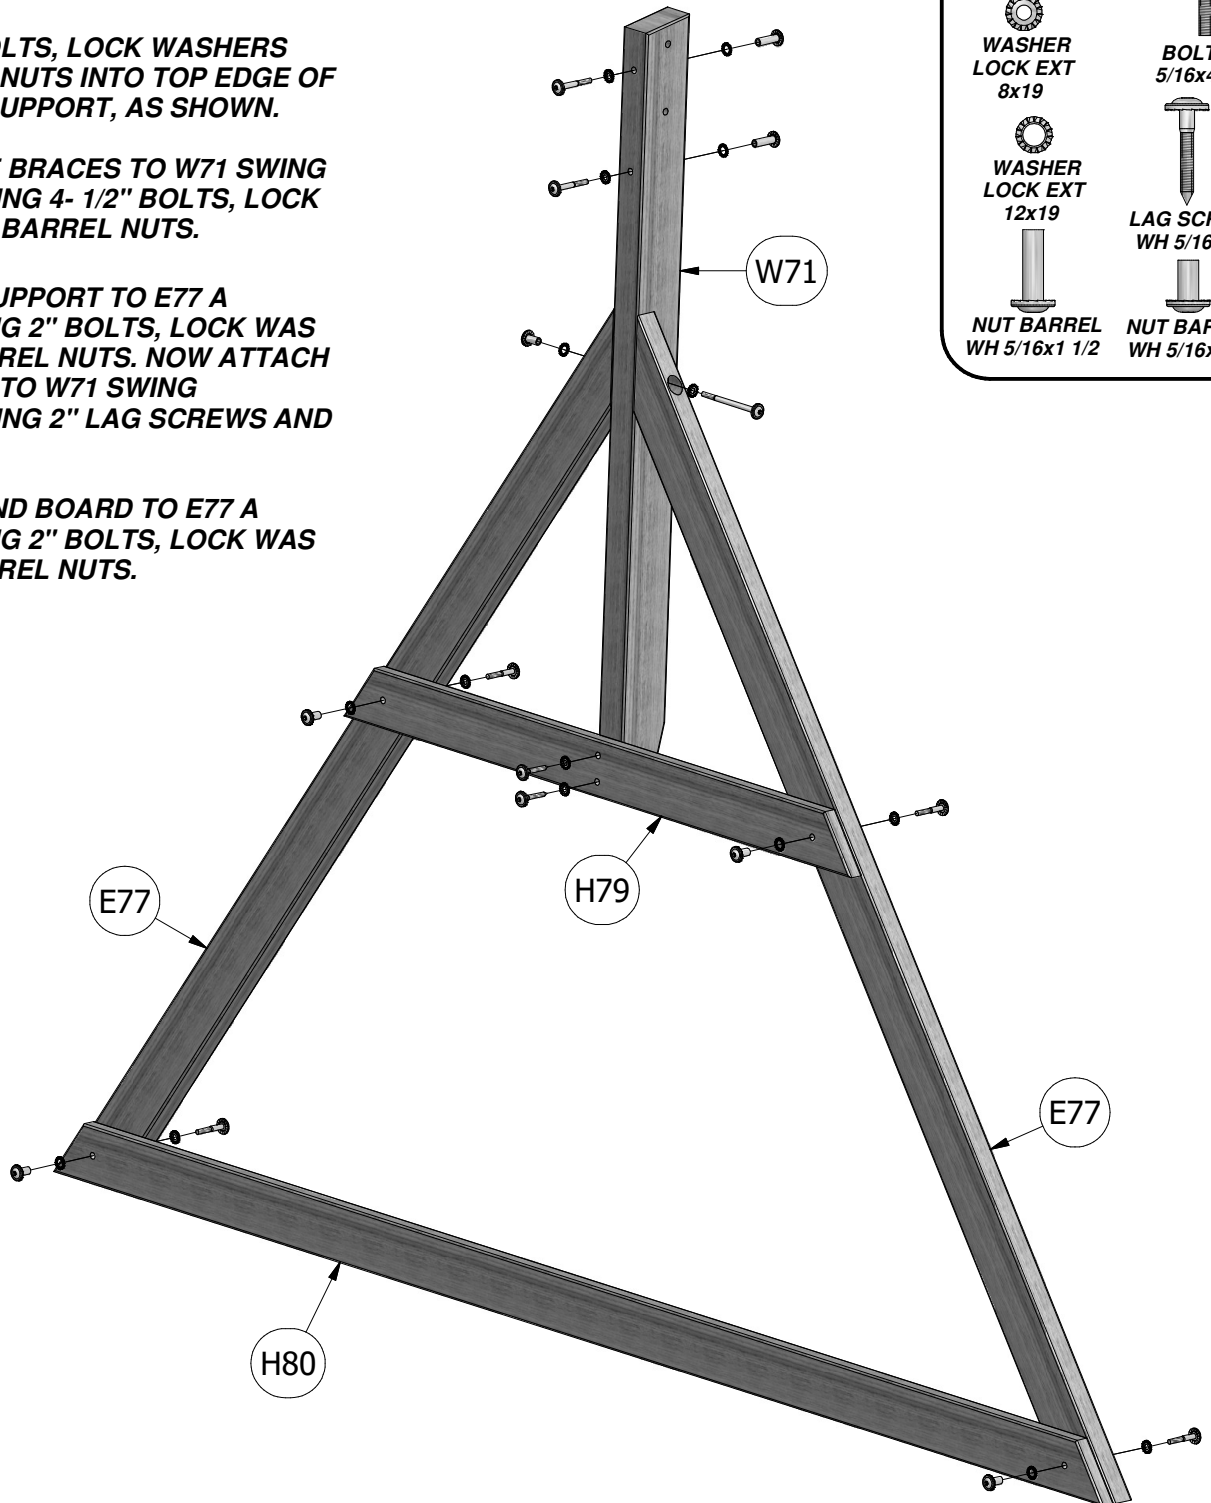 LTS, LOCK WASHERS
NUTS INTO TOP EDGE OF
UPPORT, AS SHOWN.
BRACES TO W71 SWING
NG 4- 1/2" BOLTS, LOCK
BARREL NUTS.
UPPORT TO E77 A
G 2" BOLTS, LOCK WAS
REL NUTS. NOW ATTACH
TO W71 SWING
NG 2" LAG SCREWS AND
ND BOARD TO E77 A
G 2" BOLTS, LOCK WAS
REL NUTS.
WASHER
LOCK EXT
8x19
BOLT
5/16x4
WASHER
LOCK EXT
12x19
LAG SC
WH 5/16
NUT BARREL
WH 5/16x1 1/2
NUT BAR
WH 5/16x
W71
E77
H79
E77
H80